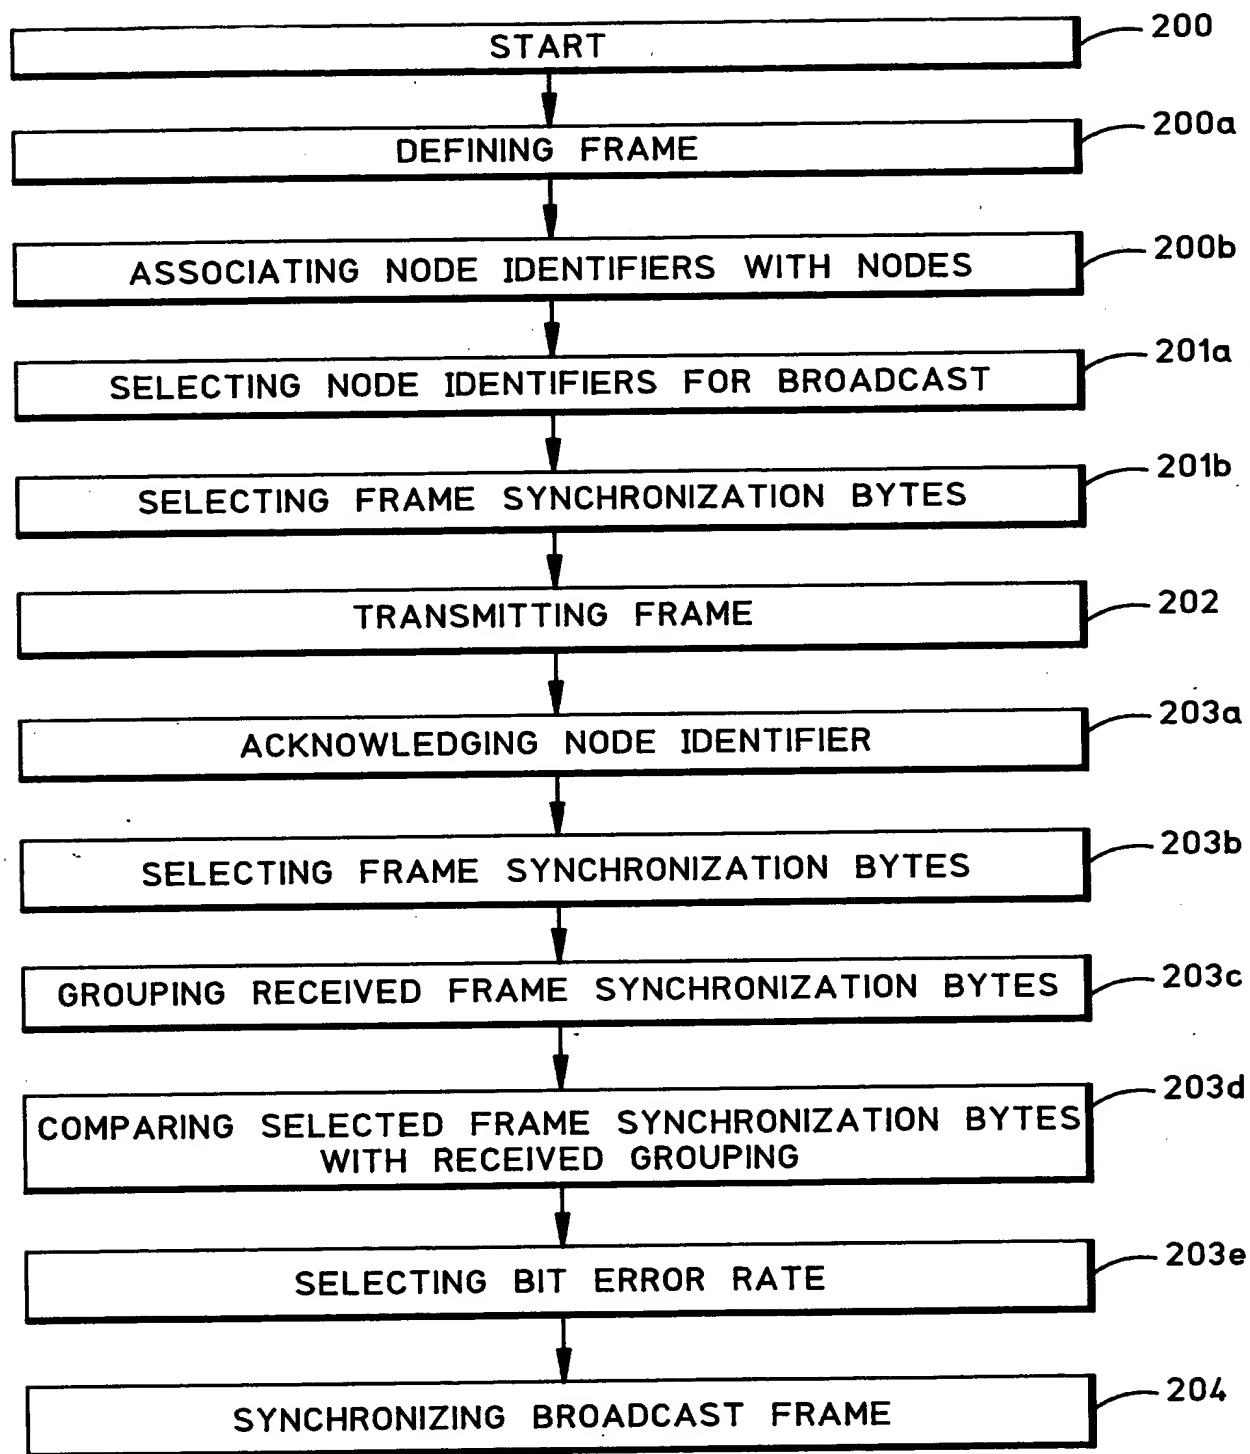 START
200
DEFINING FRAME
200a
ASSOCIATING NODE IDENTIFIERS WITH NODES
200b
SELECTING NODE IDENTIFIERS FOR BROADCAST
201a
SELECTING FRAME SYNCHRONIZATION BYTES
201b
TRANSMITTING FRAME
202
ACKNOWLEDGING NODE IDENTIFIER
203a
SELECTING FRAME SYNCHRONIZATION BYTES
203b
GROUPING RECEIVED FRAME SYNCHRONIZATION BYTES
203c
COMPARING SELECTED FRAME SYNCHRONIZATION BYTES
WITH RECEIVED GROUPING
203d
SELECTING BIT ERROR RATE
203e
SYNCHRONIZING BROADCAST FRAME
204